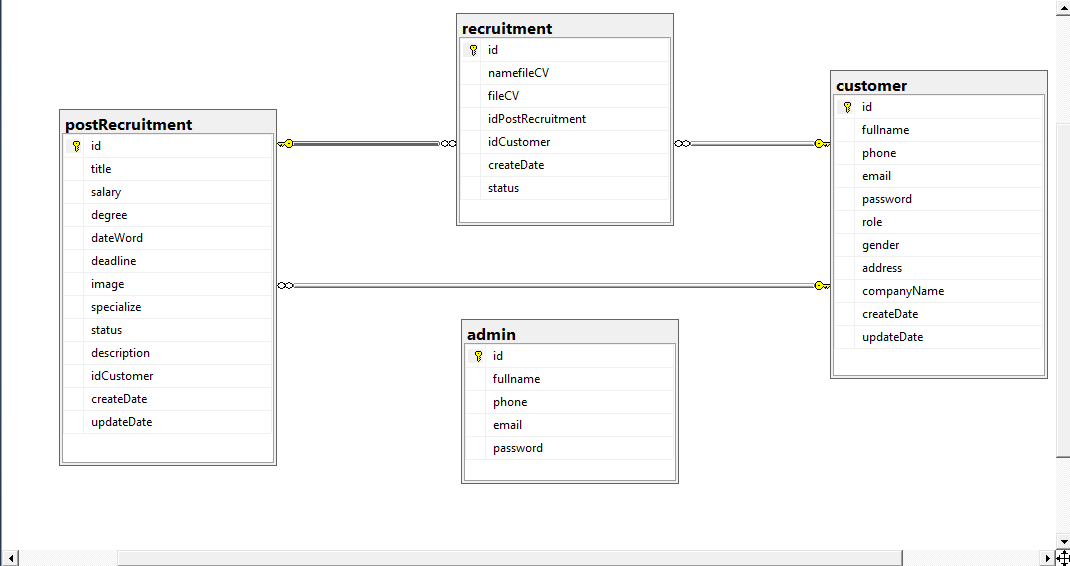 recruitment
id
namefileCV
fileCV
idPostRecruitment
idCustomer
createDate
status
customer
id
fullname
phone
email
password
role
gender
address
companyName
createDate
updateDate
postRecruitment
id
title
salary
degree
dateWord
deadline
image
specialize
status
description
idCustomer
createDate
updateDate
admin
id
fullname
phone
email
password